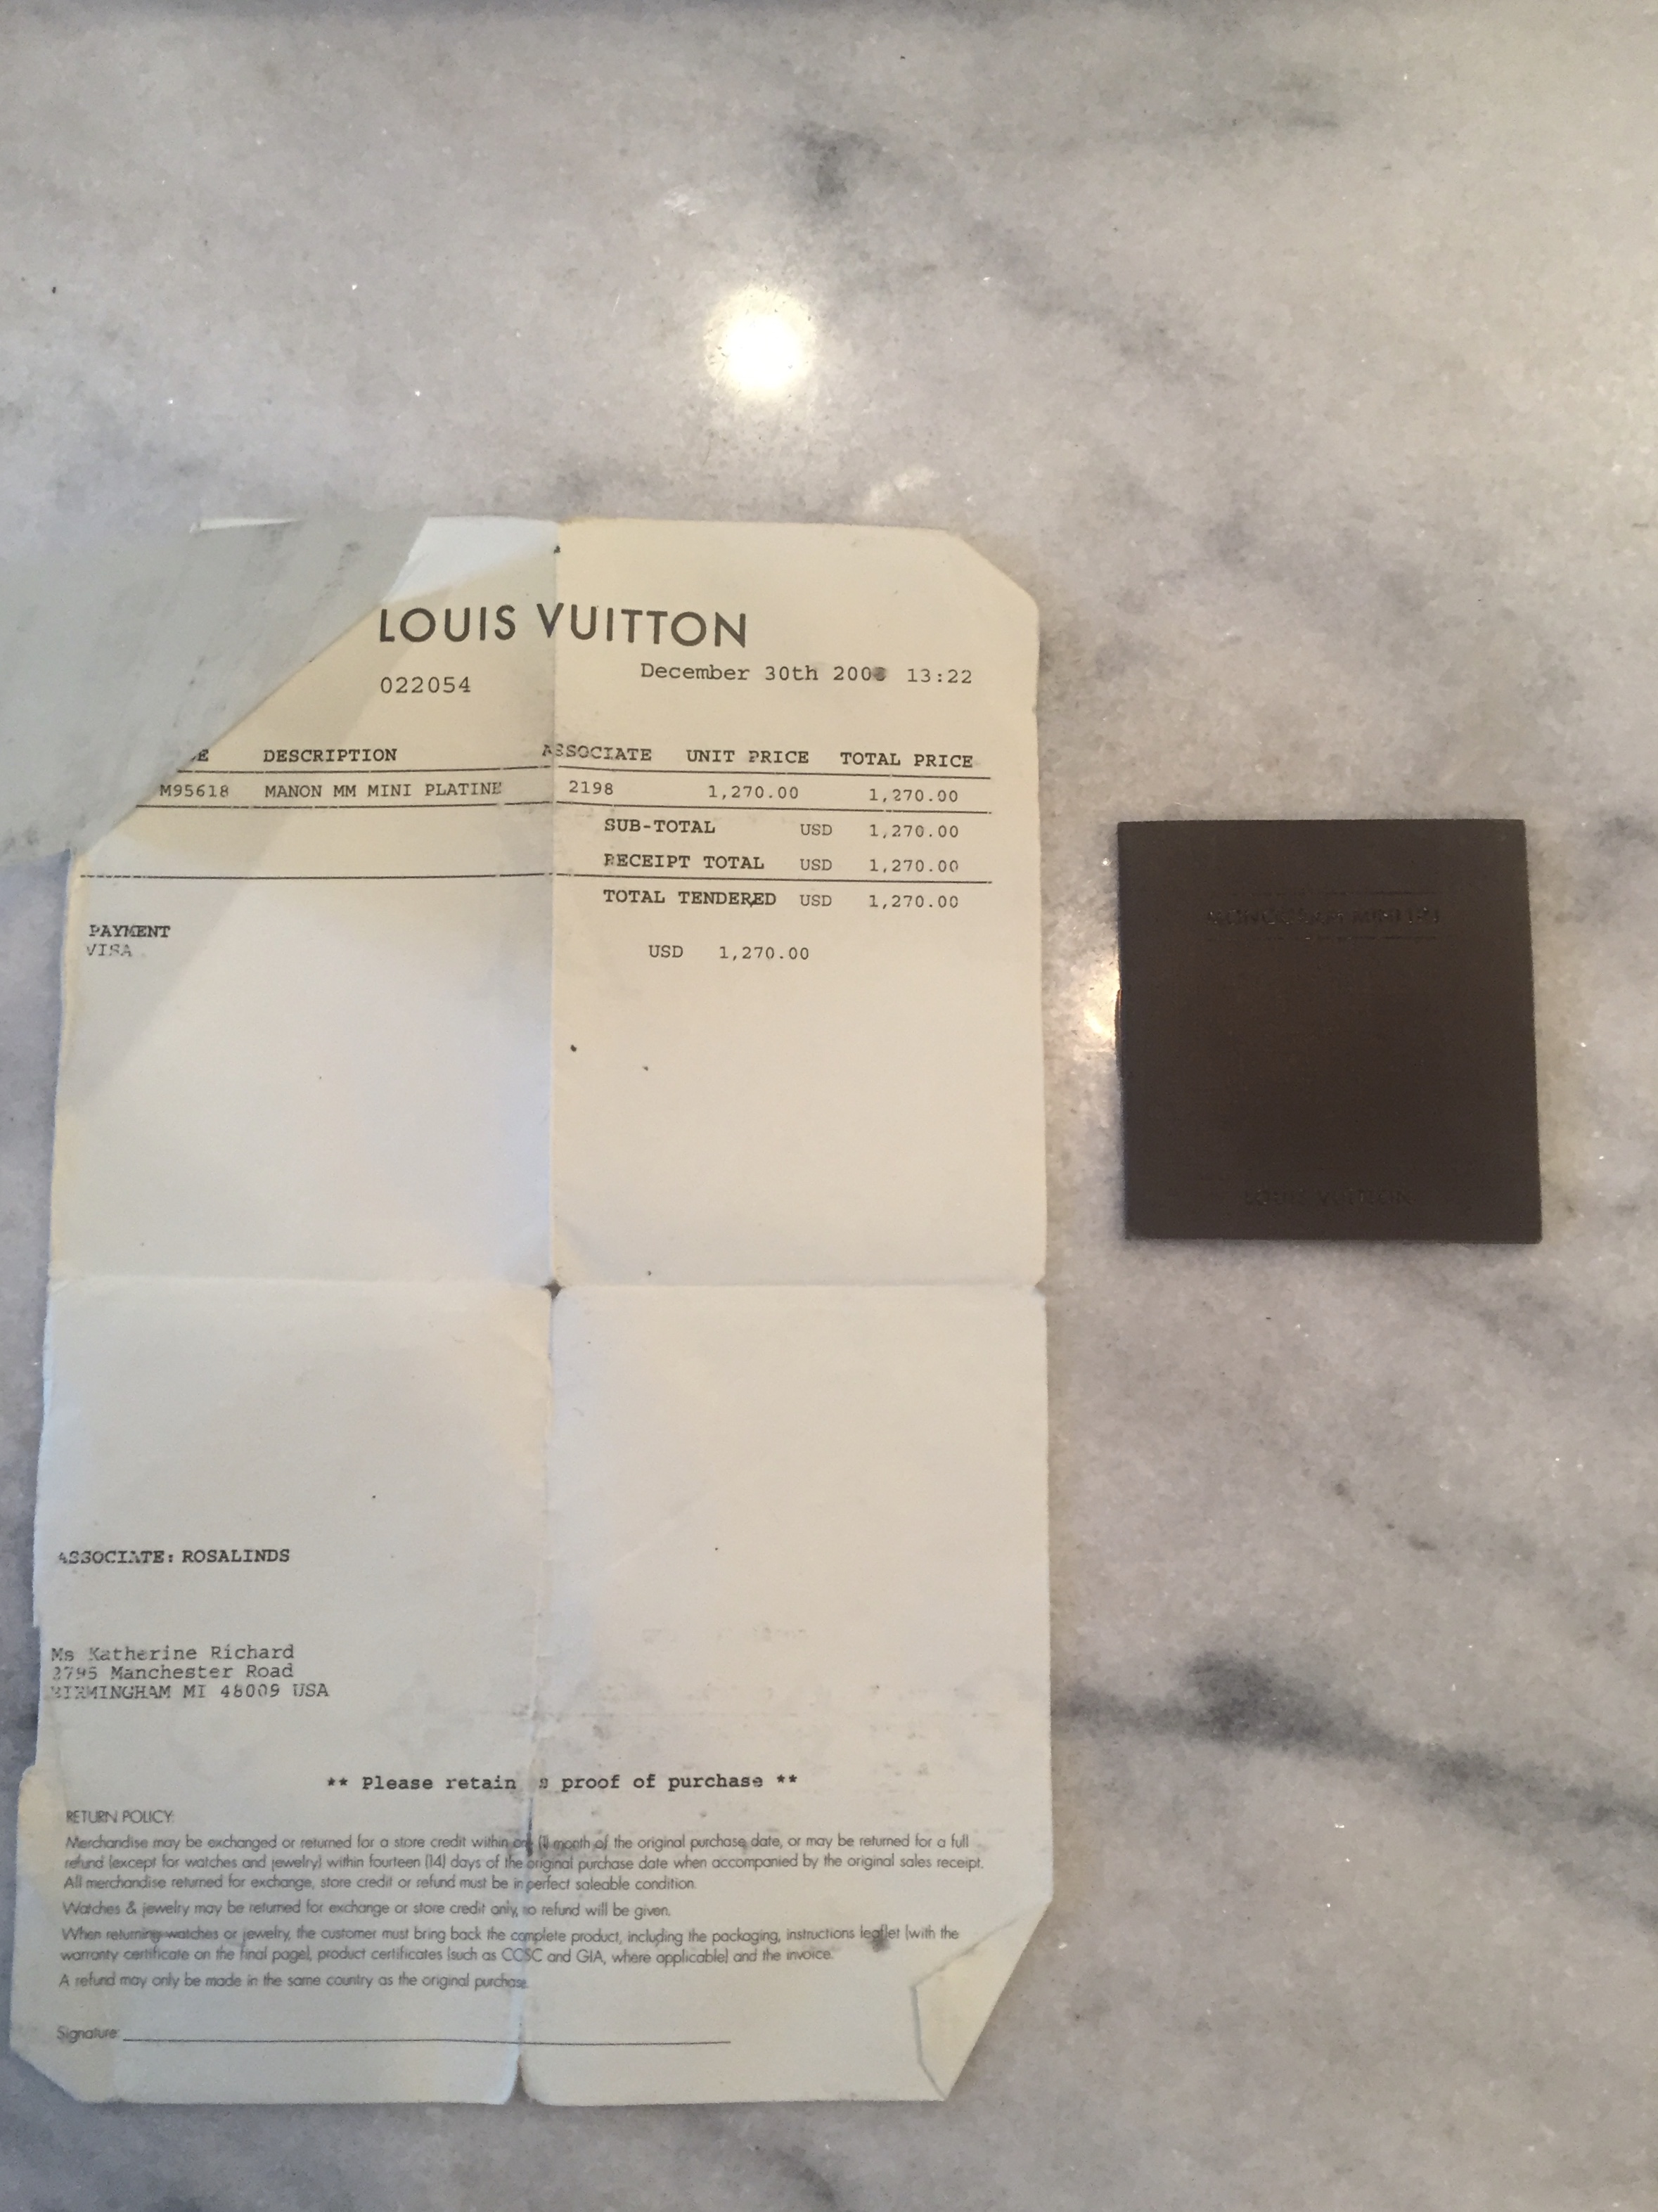 LOUIS VUITTON
022054 December 30th 13:22
DESCRIPTION ASSOCIATE UNIT PRICE TOTAL PRICE
M95618 MANON MM MINI PLATINE 2198 1,270.00 1,270.00
SUB-TOTAL USD 1,270.00
RECEIPT TOTAL USD 1,270.00
TOTAL TENDERED USD 1,270.00
PAYMENT
VISA USD 1,270.00
ASSOCIATE: ROSALINDS
Ms Katherine Richard
2795 Manchester Road
BIRMINGHAM MI 48009 USA
** Please retain proof of purchase **
RETURN POLICY:
Merchandise may be exchanged or returned for a store credit within month of the original purchase date, or may be returned for a full
refund (except for watches and jewelry) within fourteen (14) days of the original purchase date when accompanied by the original sales receipt.
All merchandise returned for exchange, store credit or refund must be in perfect saleable condition.
Watches & jewelry may be returned for exchange or store credit only, no refund will be given.
When returning watches or jewelry, the customer must bring back the complete product, including the packaging, instructions leaflet (with the
warranty certificate on the final page), product certificates (such as COSC and GIA, where applicable) and the invoice.
A refund may only be made in the same country as the original purchase.
Signature:
MONOGRAM MINI LIN
LOUIS VUITTON